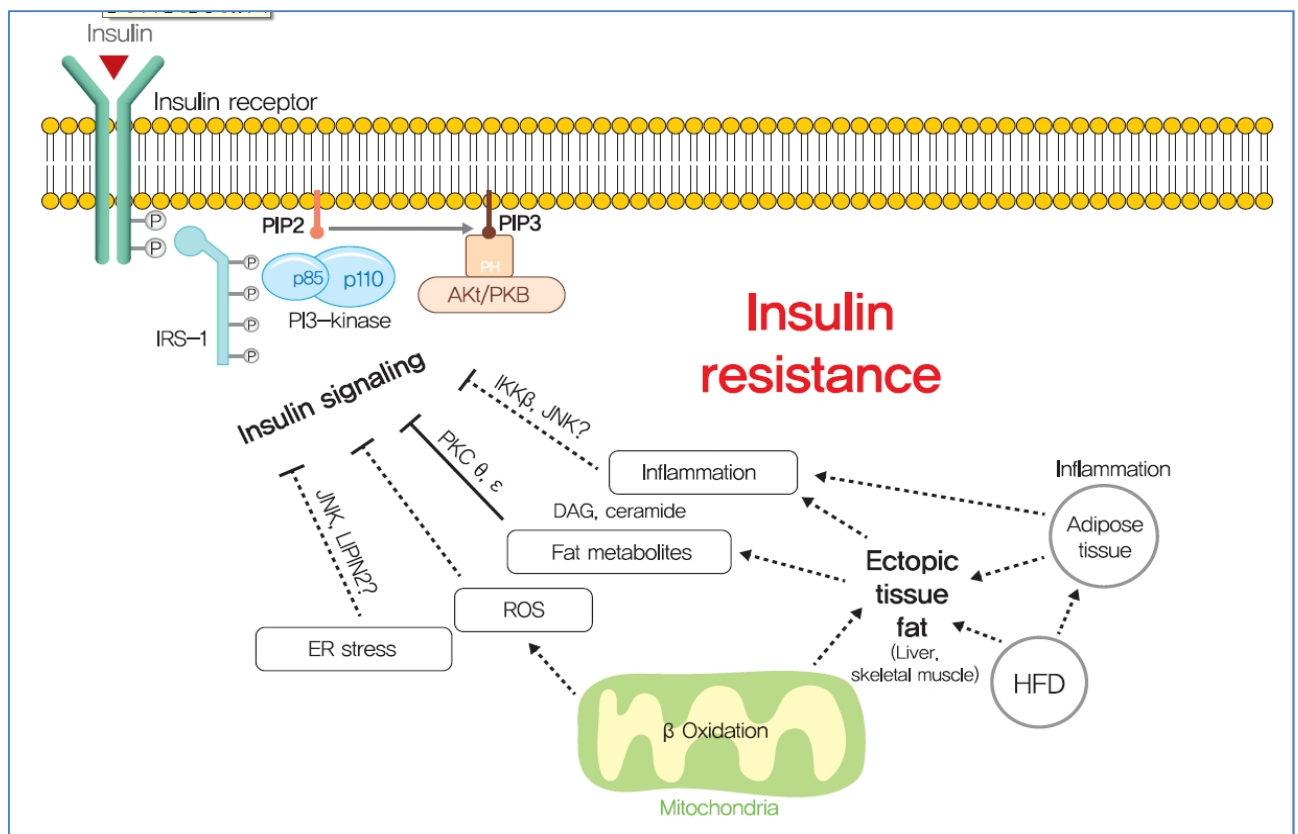 Insulin
Insulin receptor
P
P
PIP2
PIP3
PH
AKt/PKB
p85
p110
PI3-kinase
IRS-1
P
P
P
P
Insulin
resistance
Insulin signaling
IKKβ, JNK?
PKC θ, ε
JNK, LIPIN2?
Inflammation
DAG, ceramide
Fat metabolites
ROS
ER stress
Inflammation
Adipose
tissue
Ectopic
tissue
fat
(Liver,
skeletal muscle)
HFD
β Oxidation
Mitochondria